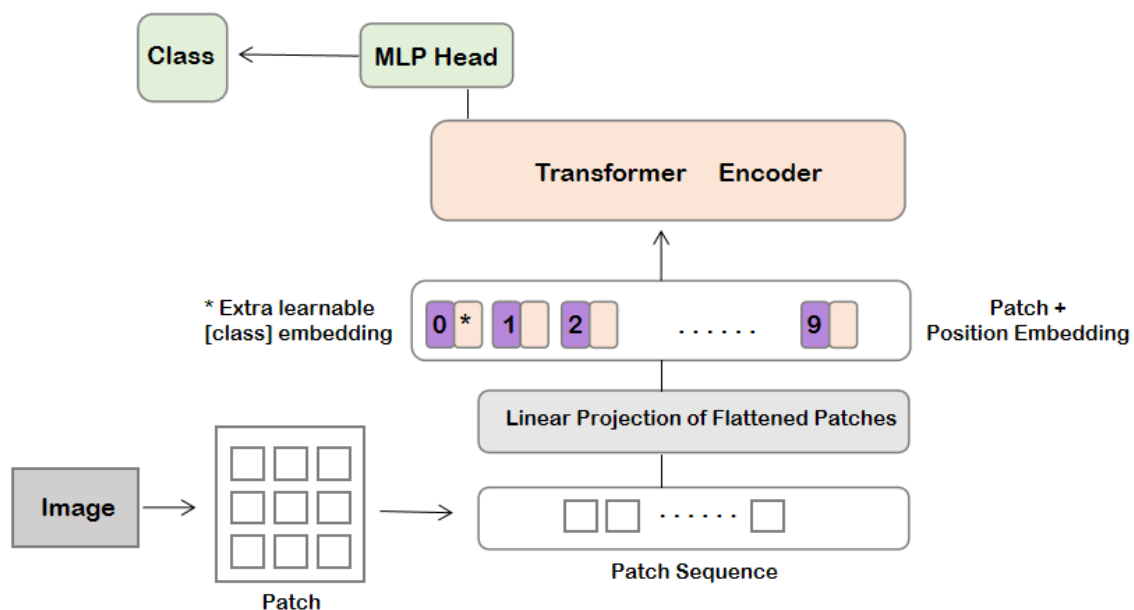 Class
MLP Head
Transformer Encoder
* Extra learnable
[class] embedding
0 * 1 2 . . . . . . 9
Patch +
Position Embedding
Linear Projection of Flattened Patches
Image
. . . . . .
Patch Sequence
Patch